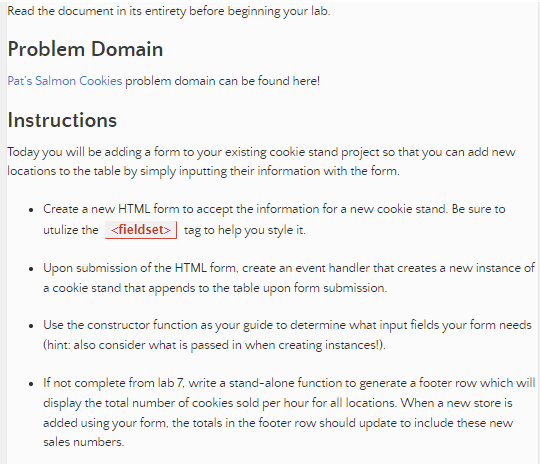 Read the document in its entirety before beginning your lab.
Problem Domain
Pat's Salmon Cookies problem domain can be found here!
Instructions
Today you will be adding a form to your existing cookie stand project so that you can add new
locations to the table by simply inputting their information with the form.
• Create a new HTML form to accept the information for a new cookie stand. Be sure to
utulize the <fieldset> tag to help you style it.
• Upon submission of the HTML form, create an event handler that creates a new instance of
a cookie stand that appends to the table upon form submission.
• Use the constructor function as your guide to determine what input fields your form needs
(hint: also consider what is passed in when creating instances!).
• If not complete from lab 7, write a stand-alone function to generate a footer row which will
display the total number of cookies sold per hour for all locations. When a new store is
added using your form, the totals in the footer row should update to include these new
sales numbers.